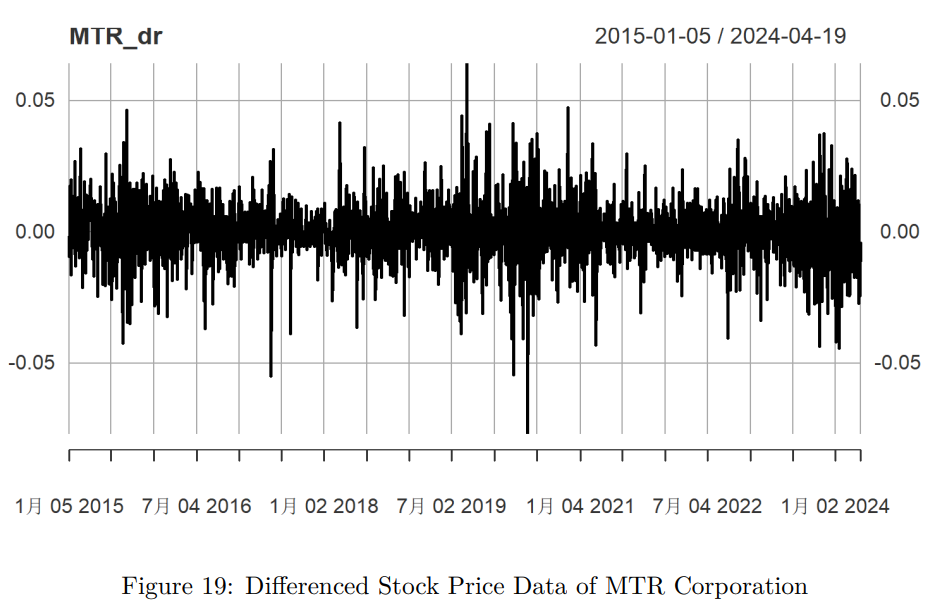 MTR_dr 2015-01-05 / 2024-04-19
0.05 0.05
0.00 0.00
-0.05 -0.05
1月 05 2015 7月 04 2016 1月 02 2018 7月 02 2019 1月 04 2021 7月 04 2022 1月 02 2024
Figure 19: Differenced Stock Price Data of MTR Corporation